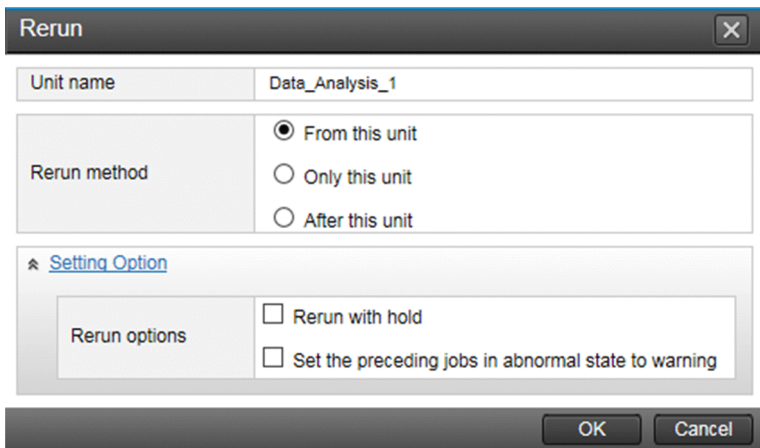 Rerun
Unit name
Data_Analysis_1
Rerun method
From this unit
Only this unit
After this unit
Setting Option
Rerun options
Rerun with hold
Set the preceding jobs in abnormal state to warning
OK
Cancel